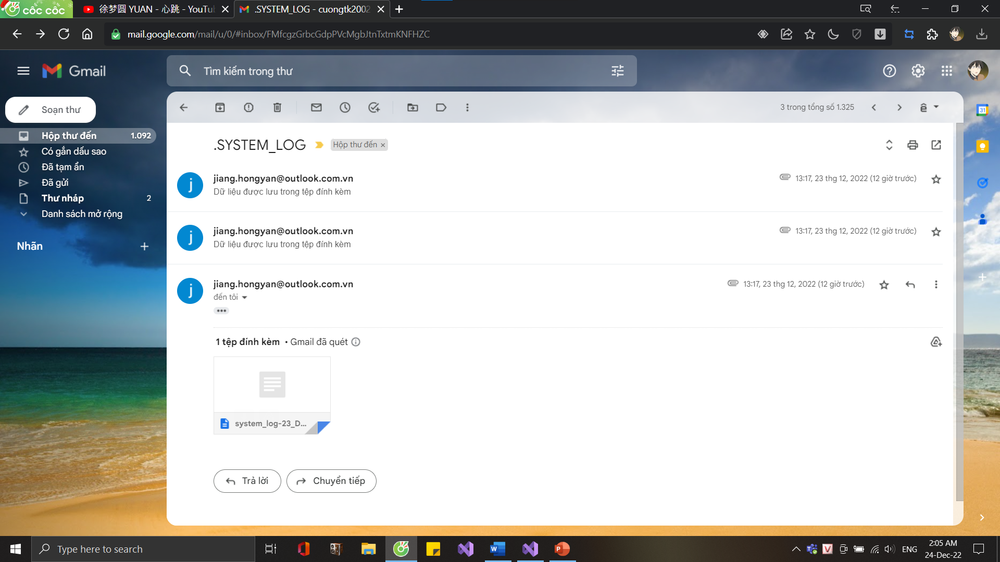 cốc cốc
徐梦圆 YUAN - 心跳 - YouTu
.SYSTEM_LOG - cuongtk2002
mail.google.com/mail/u/0/#inbox/FMfcgzGrbcGdpPVcMgbJtnTxtmKNFHZC
Gmail
Tìm kiếm trong thư
Soạn thư
3 trong tổng số 1.325
ê
31
Hộp thư đến 1.092
Có gắn dấu sao
Đã tạm ẩn
Đã gửi
Thư nháp 2
Danh sách mở rộng
Nhãn
.SYSTEM_LOG
Hộp thư đến
j
jiang.hongyan@outlook.com.vn
13:17, 23 thg 12, 2022 (12 giờ trước)
Dữ liệu được lưu trong tệp đính kèm
j
jiang.hongyan@outlook.com.vn
13:17, 23 thg 12, 2022 (12 giờ trước)
Dữ liệu được lưu trong tệp đính kèm
j
jiang.hongyan@outlook.com.vn
13:17, 23 thg 12, 2022 (12 giờ trước)
đến tôi
1 tệp đính kèm • Gmail đã quét
system_log-23_D...
Trả lời
Chuyển tiếp
Type here to search
ENG
2:05 AM
24-Dec-22